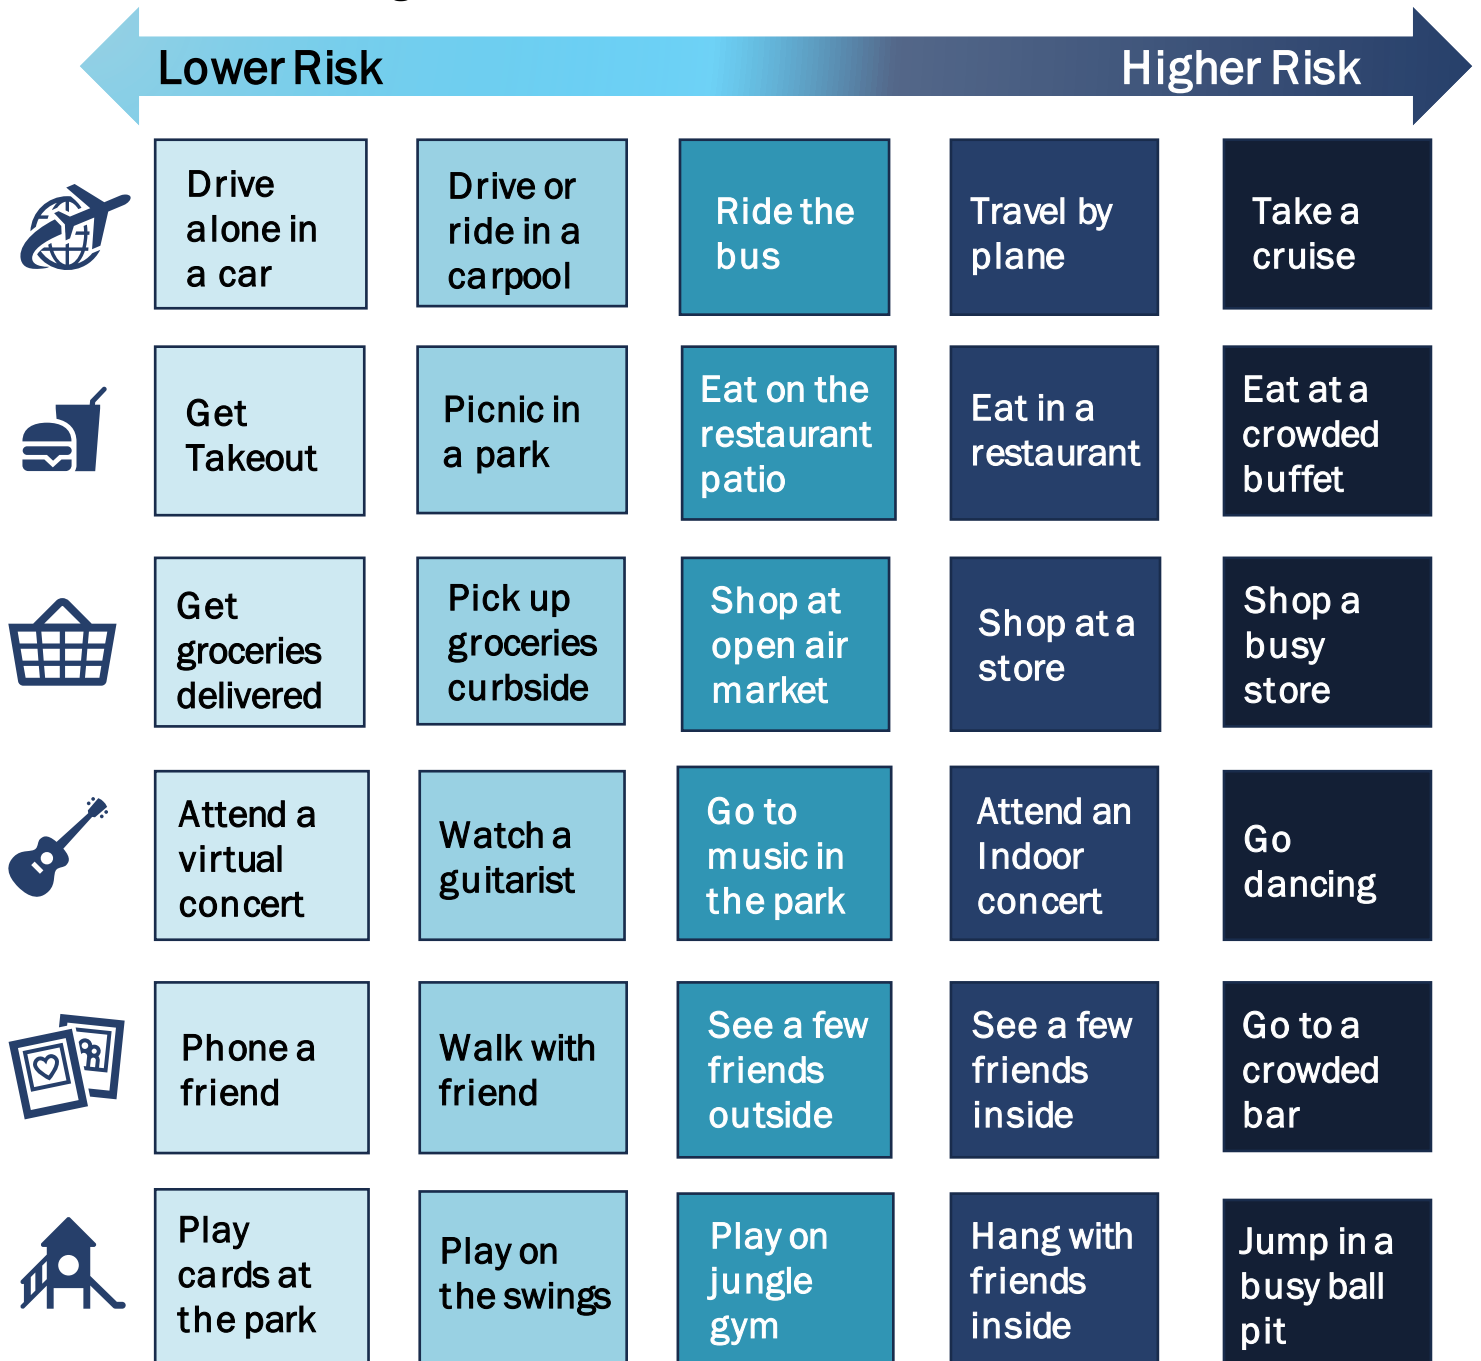 Lower Risk
Higher Risk
Drive
alone in
a car
Drive or
ride in a
carpool
Ride the
bus
Travel by
plane
Take a
cruise
Get
Takeout
Picnic in
a park
Eat on the
restaurant
patio
Eat in a
restaurant
Eat at a
crowded
buffet
Get
groceries
delivered
Pick up
groceries
curbside
Shop at
open air
market
Shop at a
store
Shop a
busy
store
Attend a
virtual
concert
Watch a
guitarist
Go to
music in
the park
Attend an
Indoor
concert
Go
dancing
Phone a
friend
Walk with
friend
See a few
friends
outside
See a few
friends
inside
Go to a
crowded
bar
Play
cards at
the park
Play on
the swings
Play on
jungle
gym
Hang with
friends
inside
Jump in a
busy ball
pit